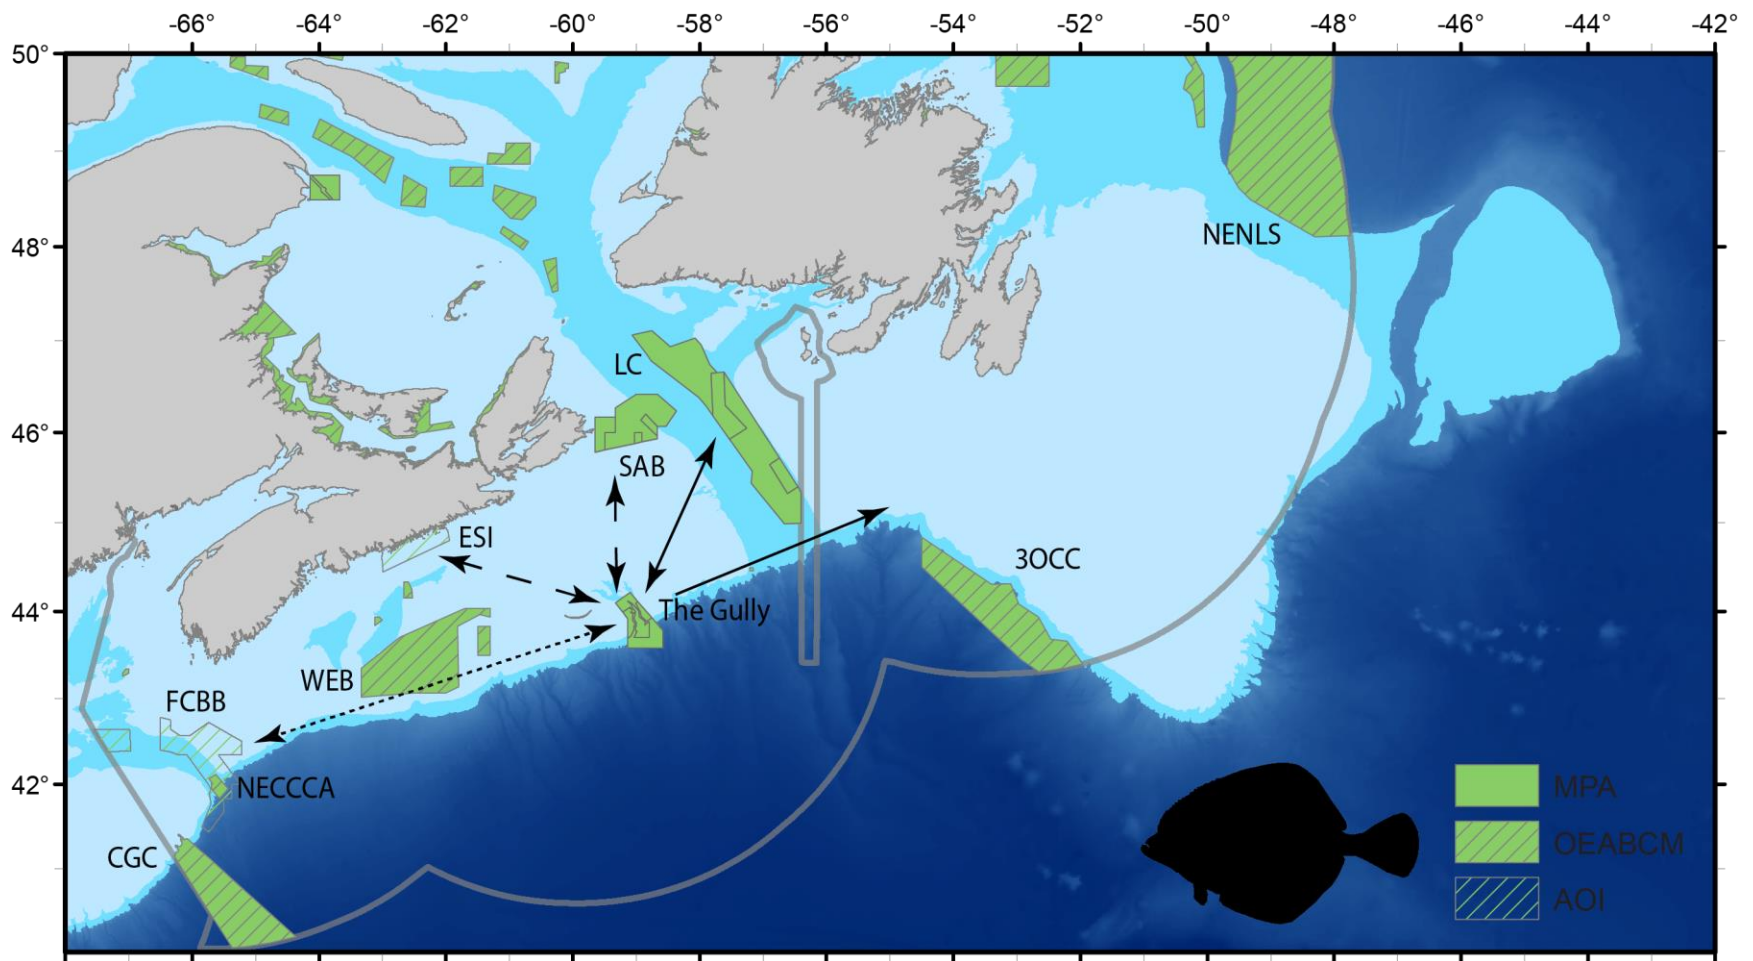 -66° -64° -62° -60° -58° -56° -54° -52° -50° -48° -46° -44° -42°
50°
48°
46°
44°
42°
NENLS
LC
SAB
ESI
3OCC
The Gully
WEB
FCBB
NECCCA
CGC
MPA
OEABCM
AOI